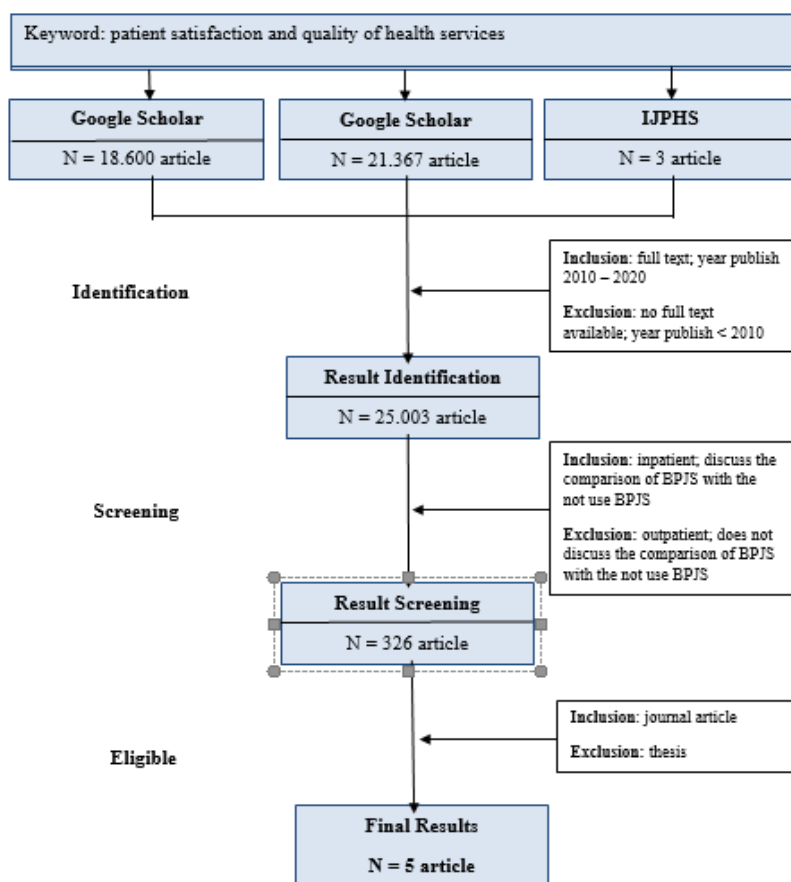 Keyword: patient satisfaction and quality of health services
Google Scholar
N = 18.600 article
Google Scholar
N = 21.367 article
IJPHS
N = 3 article
Identification
Inclusion: full text; year publish
2010 – 2020
Exclusion: no full text
available; year publish < 2010
Result Identification
N = 25.003 article
Screening
Inclusion: inpatient; discuss the
comparison of BPJS with the
not use BPJS
Exclusion: outpatient; does not
discuss the comparison of BPJS
with the not use BPJS
Result Screening
N = 326 article
Eligible
Inclusion: journal article
Exclusion: thesis
Final Results
N = 5 article